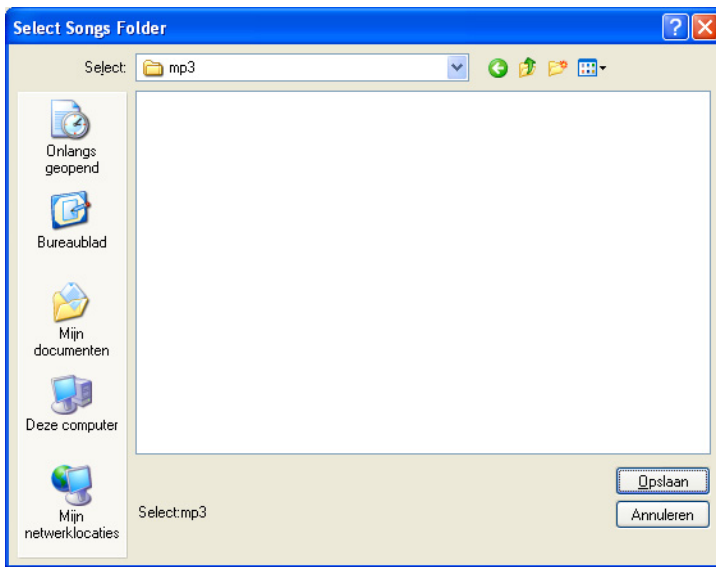 Select Songs Folder
Select:
mp3
Onlangs
geopend
Bureaublad
Mijn
documenten
Deze computer
Mijn
netwerklocaties
Select:mp3
Opslaan
Annuleren